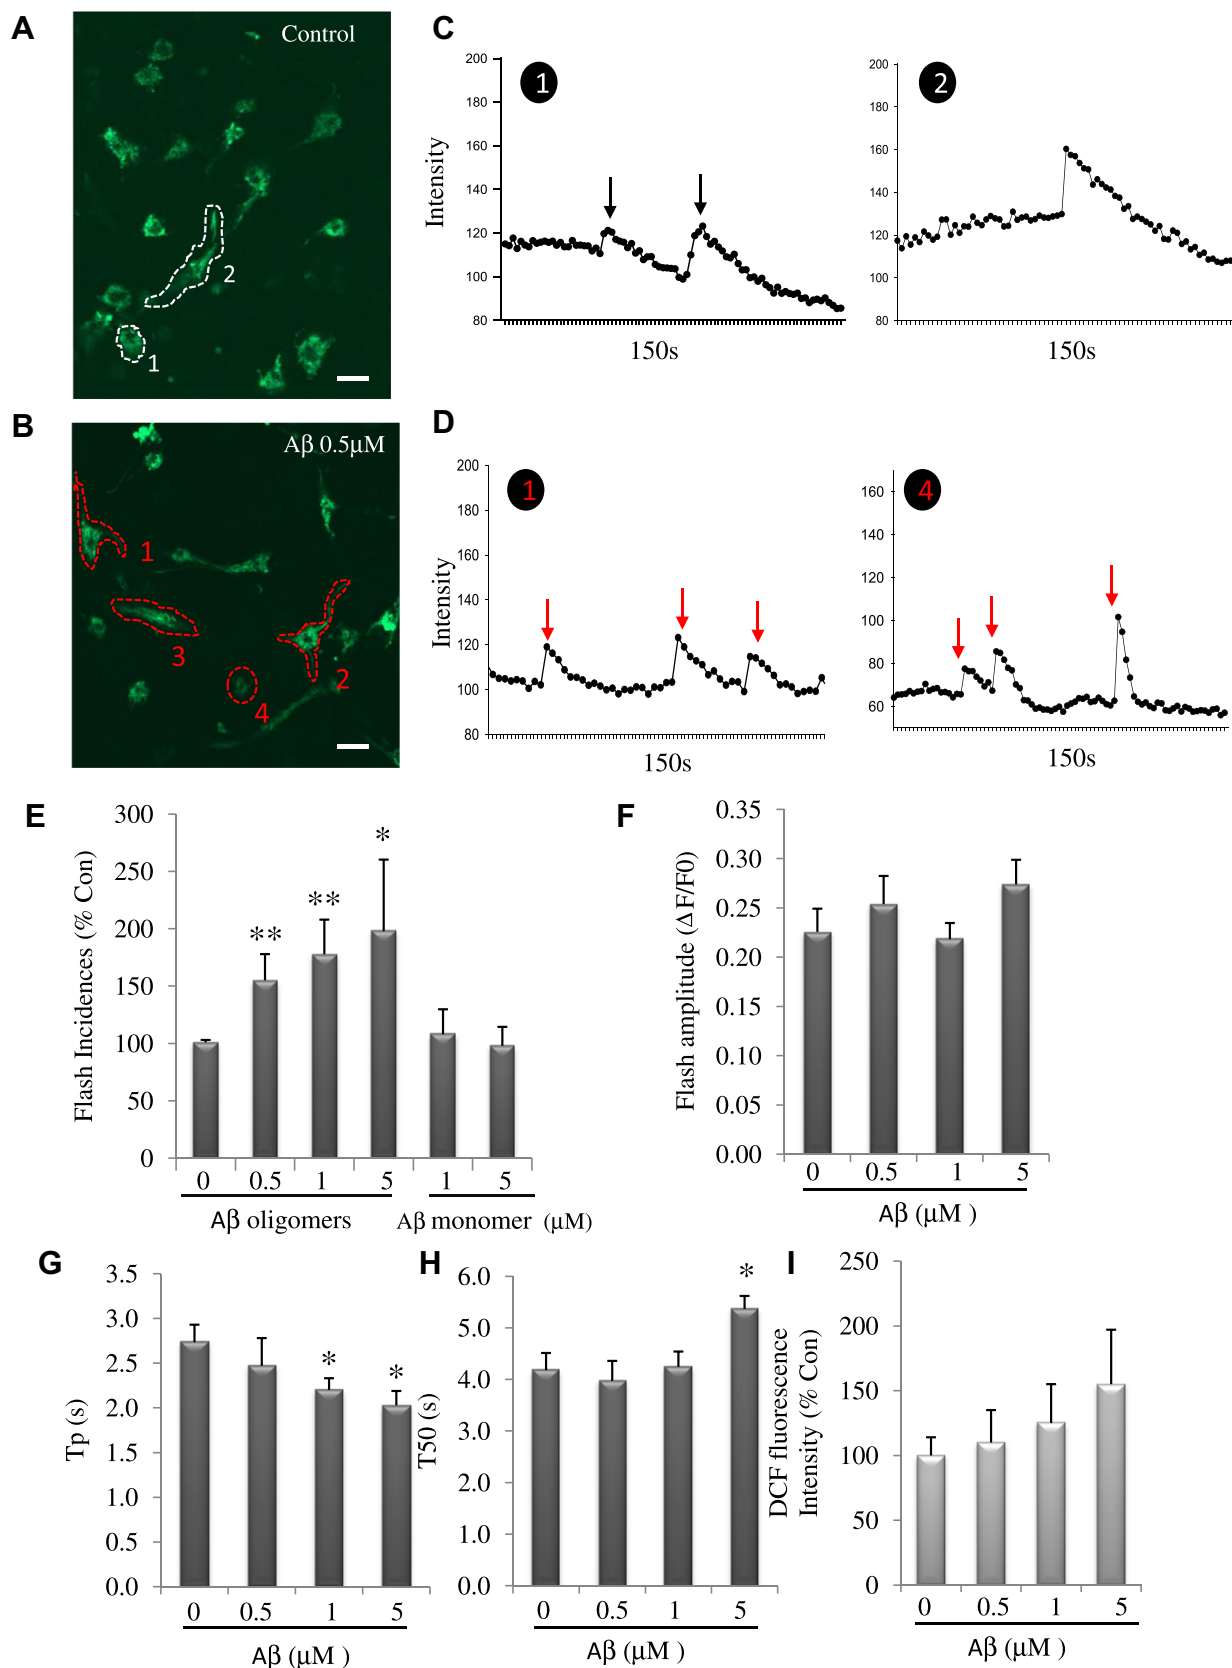 A
Control
2
1
B
Aβ 0.5μM
1
3
2
4
C
1
Intensity
200
180
160
140
120
100
80
150s
2
200
180
160
140
120
100
80
150s
D
1
Intensity
200
180
160
140
120
100
80
150s
4
160
140
120
100
80
60
150s
E
Flash Incidences (% Con)
300
250
200
150
100
50
0
** ** *
0 0.5 1 5 1 5
Aβ oligomers Aβ monomer (μM)
F
Flash amplitude (ΔF/F0)
0.35
0.30
0.25
0.20
0.15
0.10
0.05
0.00
0 0.5 1 5
Aβ (μM )
G
Tp (s)
3.5
3.0
2.5
2.0
1.5
1.0
0.5
0.0
* *
0 0.5 1 5
Aβ (μM )
H
T50 (s)
6.0
5.0
4.0
3.0
2.0
1.0
0.0
*
0 0.5 1 5
Aβ (μM )
I
DCF fluorescence
Intensity (% Con)
250
200
150
100
50
0
0 0.5 1 5
Aβ (μM )